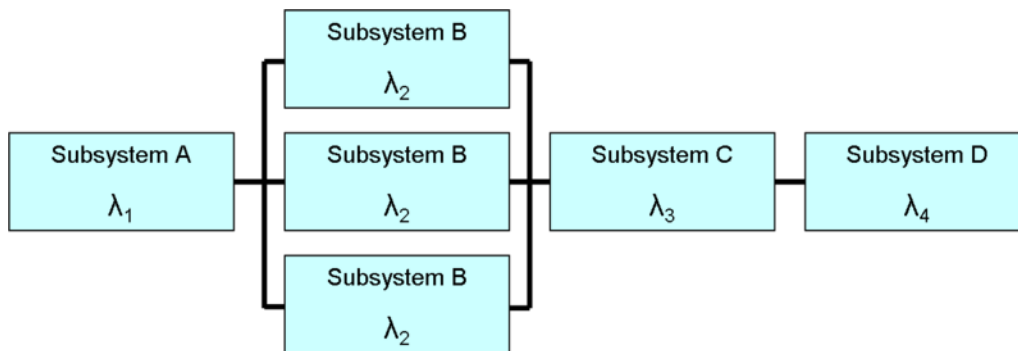 Subsystem B
λ₂
Subsystem A
λ₁
Subsystem B
λ₂
Subsystem C
λ₃
Subsystem D
λ₄
Subsystem B
λ₂